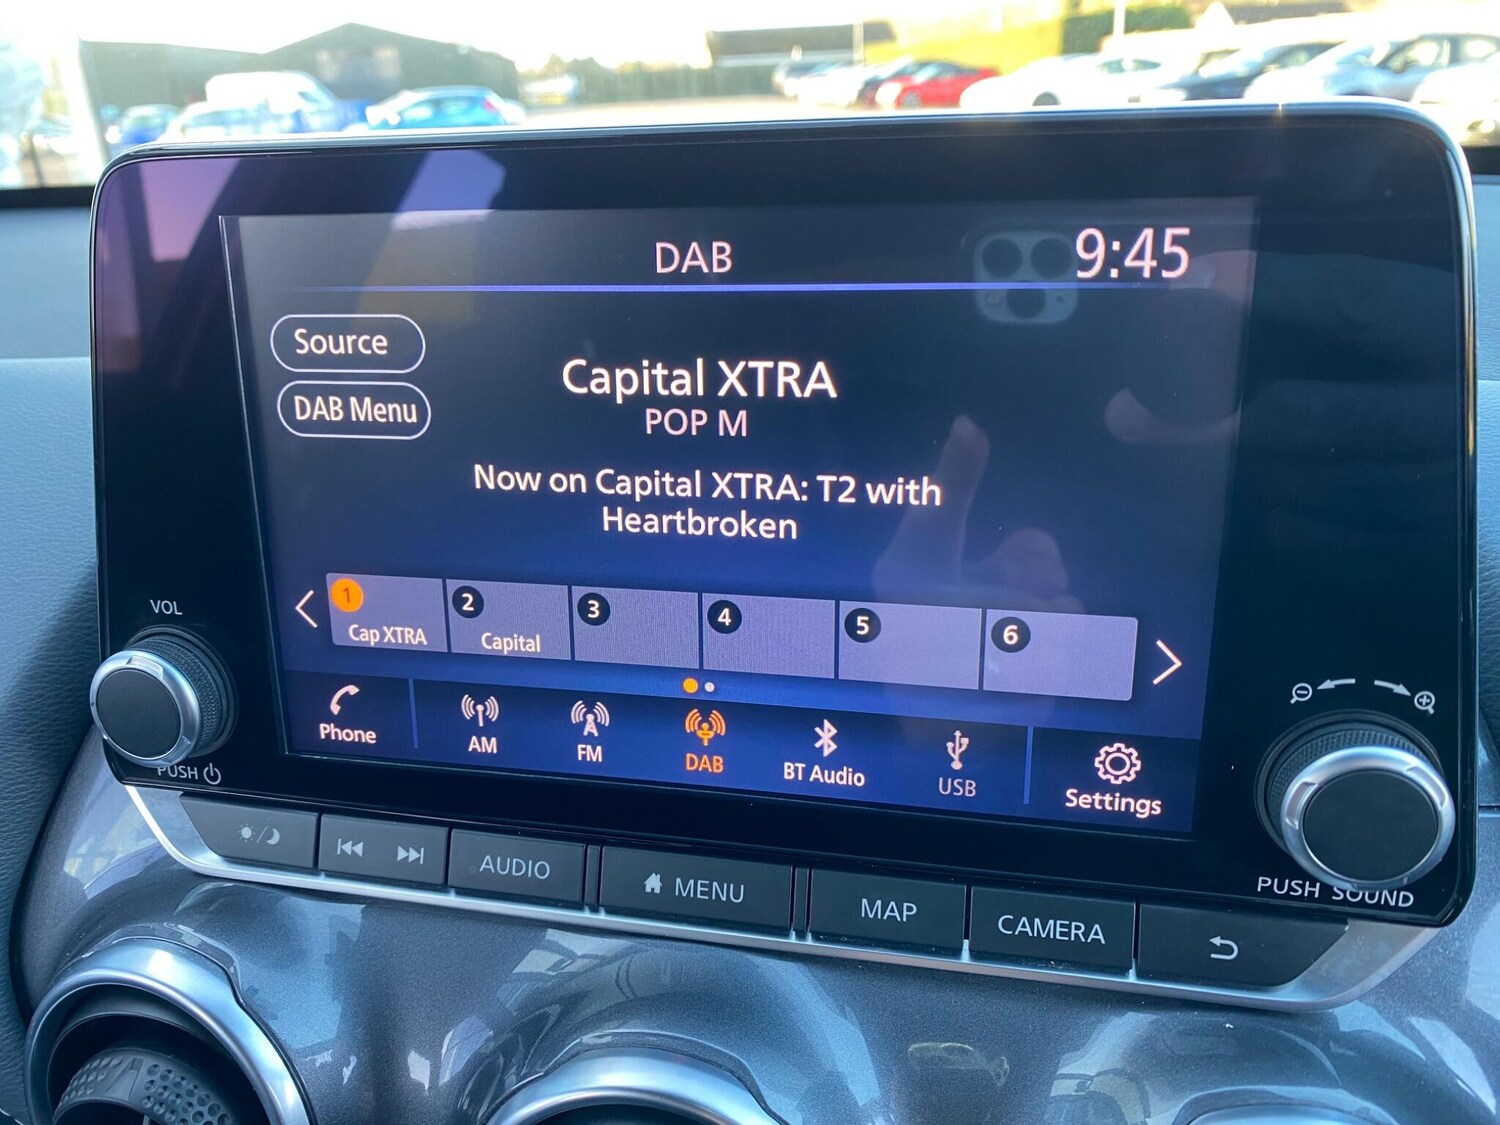 DAB
9:45
Source
DAB Menu
Capital XTRA
POP M
Now on Capital XTRA: T2 with
Heartbroken
1
Cap XTRA
2
Capital
3
4
5
6
Phone
AM
FM
DAB
BT Audio
USB
Settings
VOL
PUSH
AUDIO
MENU
MAP
CAMERA
PUSH SOUND